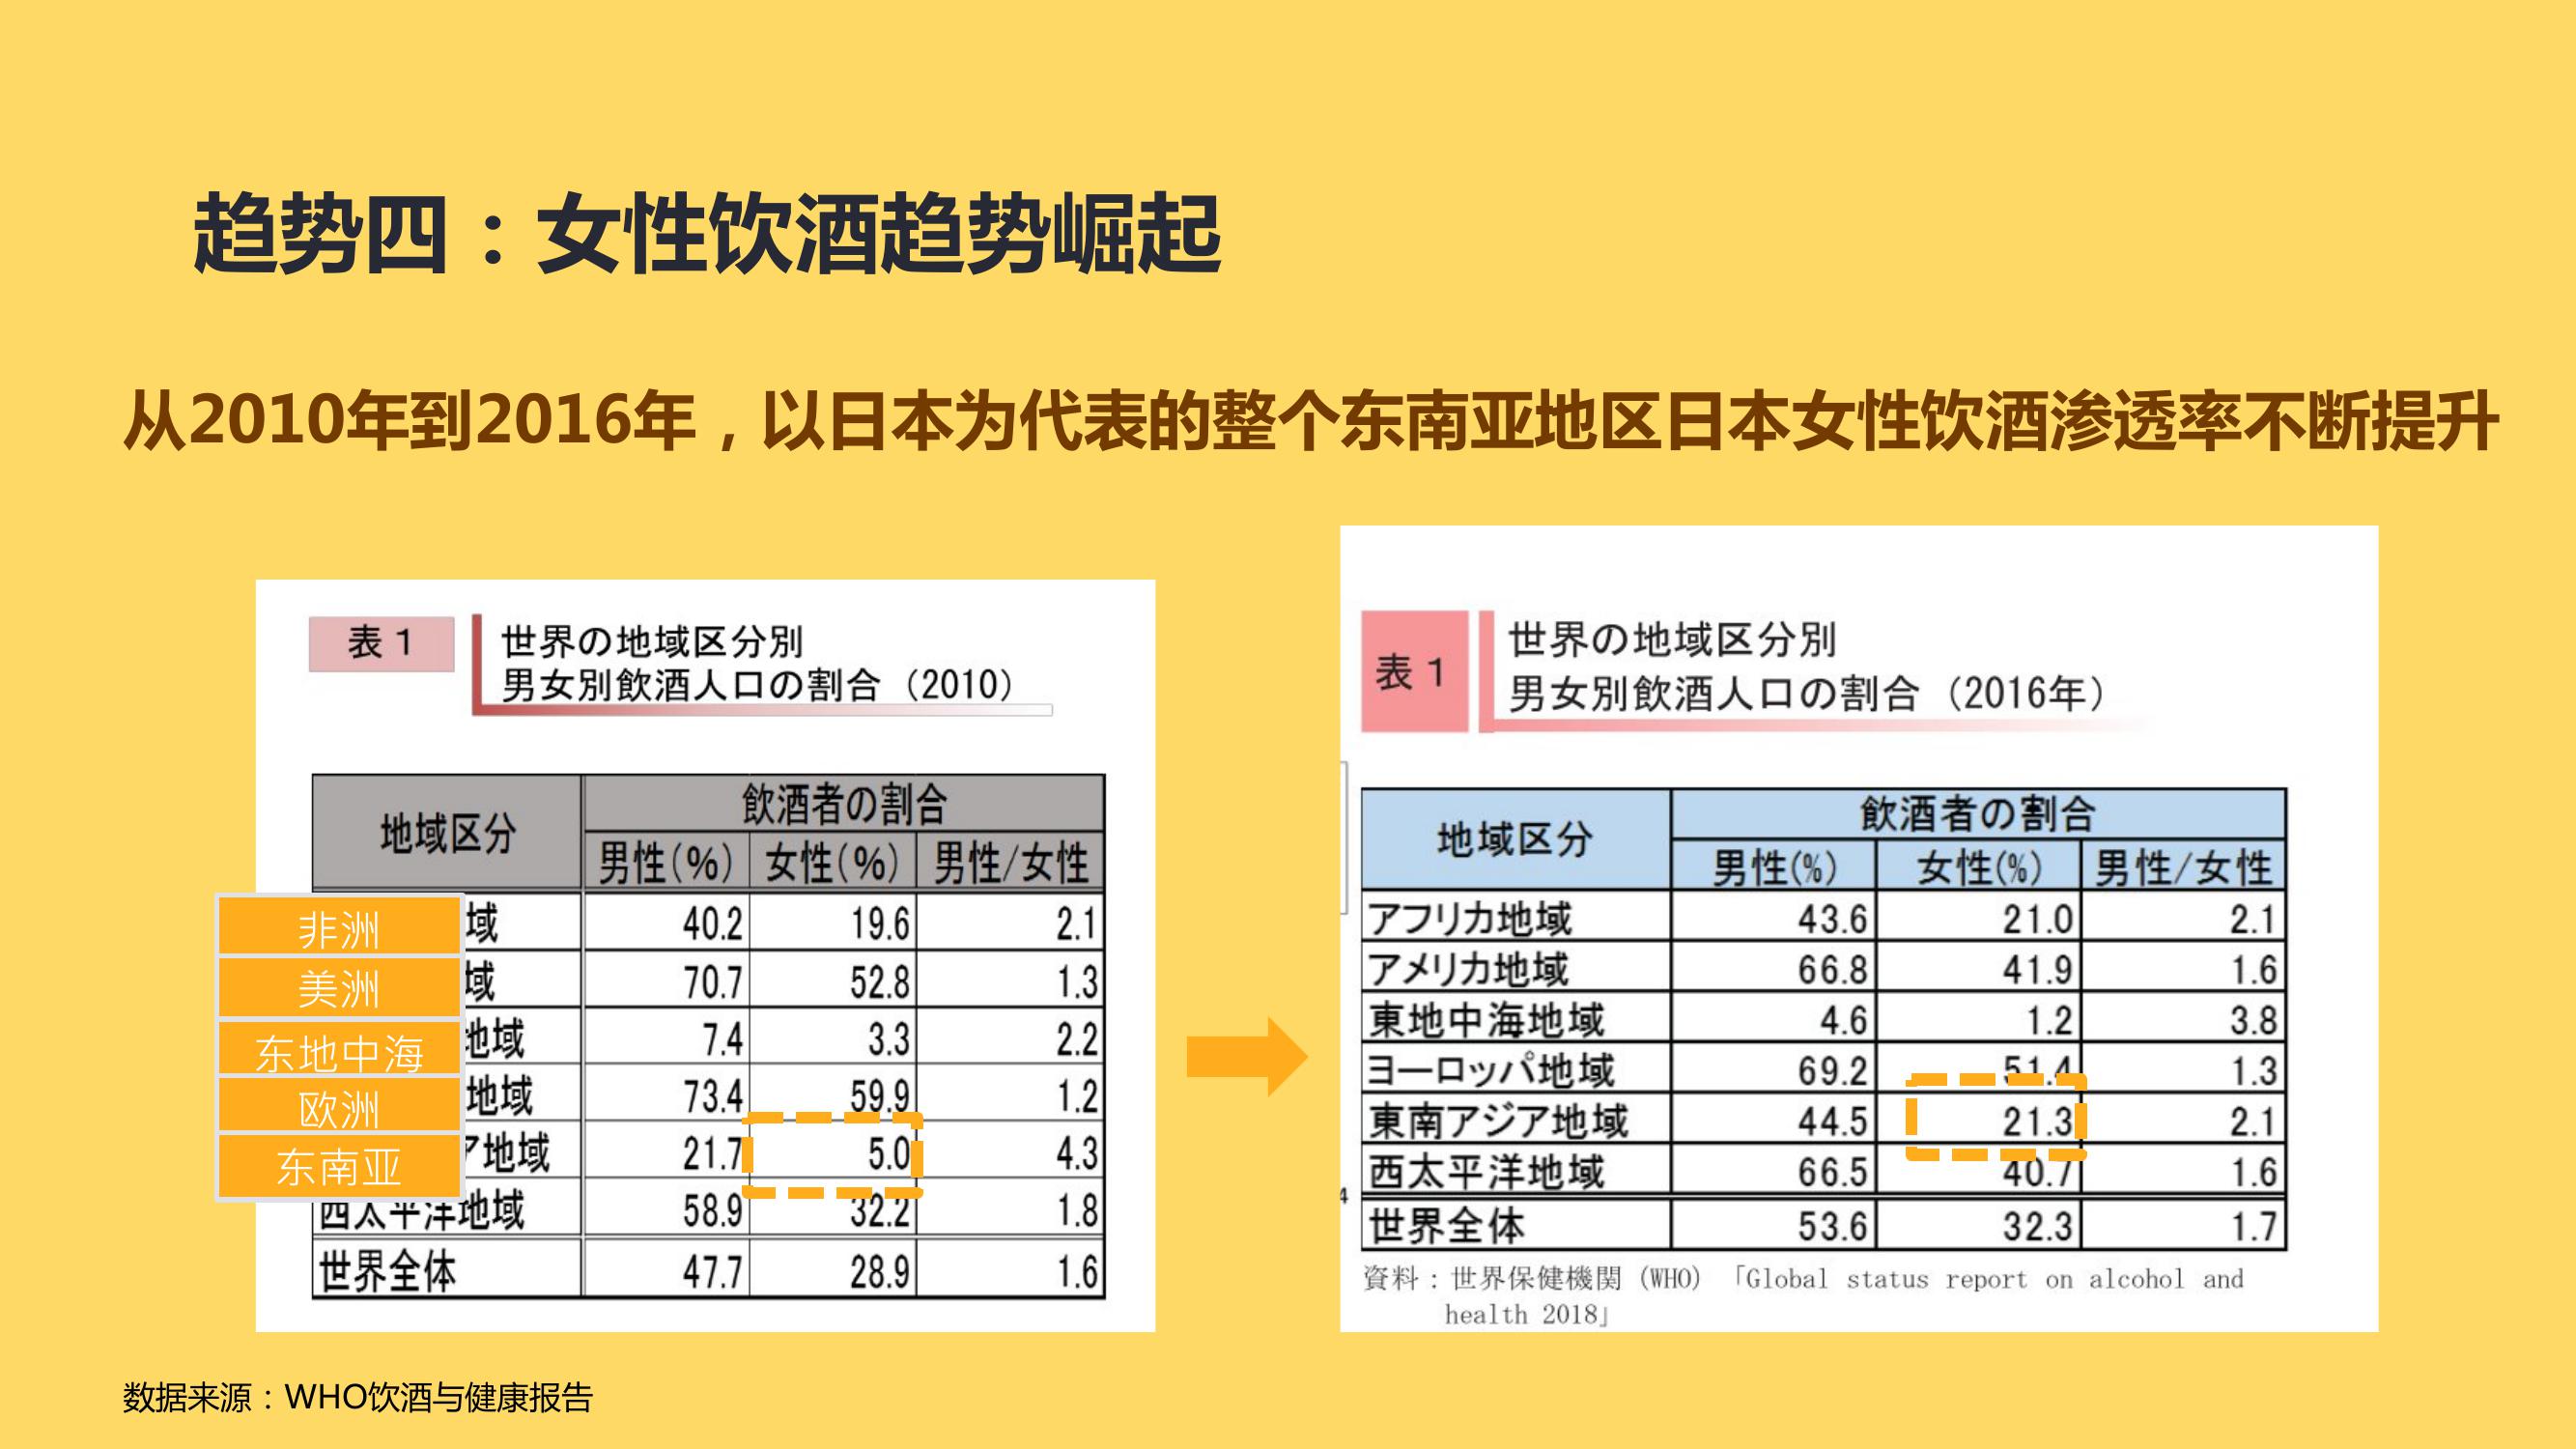 趋势四：女性饮酒趋势崛起
从2010年到2016年，以日本为代表的整个东南亚地区日本女性饮酒渗透率不断提升
表1
世界の地域区分別
男女別飲酒人口の割合（2010）
地域区分
飲酒者の割合
男性(%) 女性(%) 男性/女性
非洲 域 40.2 19.6 2.1
美洲 域 70.7 52.8 1.3
东地中海 地域 7.4 3.3 2.2
欧洲 地域 73.4 59.9 1.2
东南亚 ア地域 21.7 5.0 4.3
西太平洋地域 58.9 32.2 1.8
世界全体 47.7 28.9 1.6
表1
世界の地域区分別
男女別飲酒人口の割合（2016年）
地域区分
飲酒者の割合
男性(%) 女性(%) 男性/女性
アフリカ地域 43.6 21.0 2.1
アメリカ地域 66.8 41.9 1.6
東地中海地域 4.6 1.2 3.8
ヨーロッパ地域 69.2 51.4 1.3
東南アジア地域 44.5 21.3 2.1
西太平洋地域 66.5 40.7 1.6
世界全体 53.6 32.3 1.7
4
資料：世界保健機関（WHO）「Global status report on alcohol and
health 2018」
数据来源：WHO饮酒与健康报告